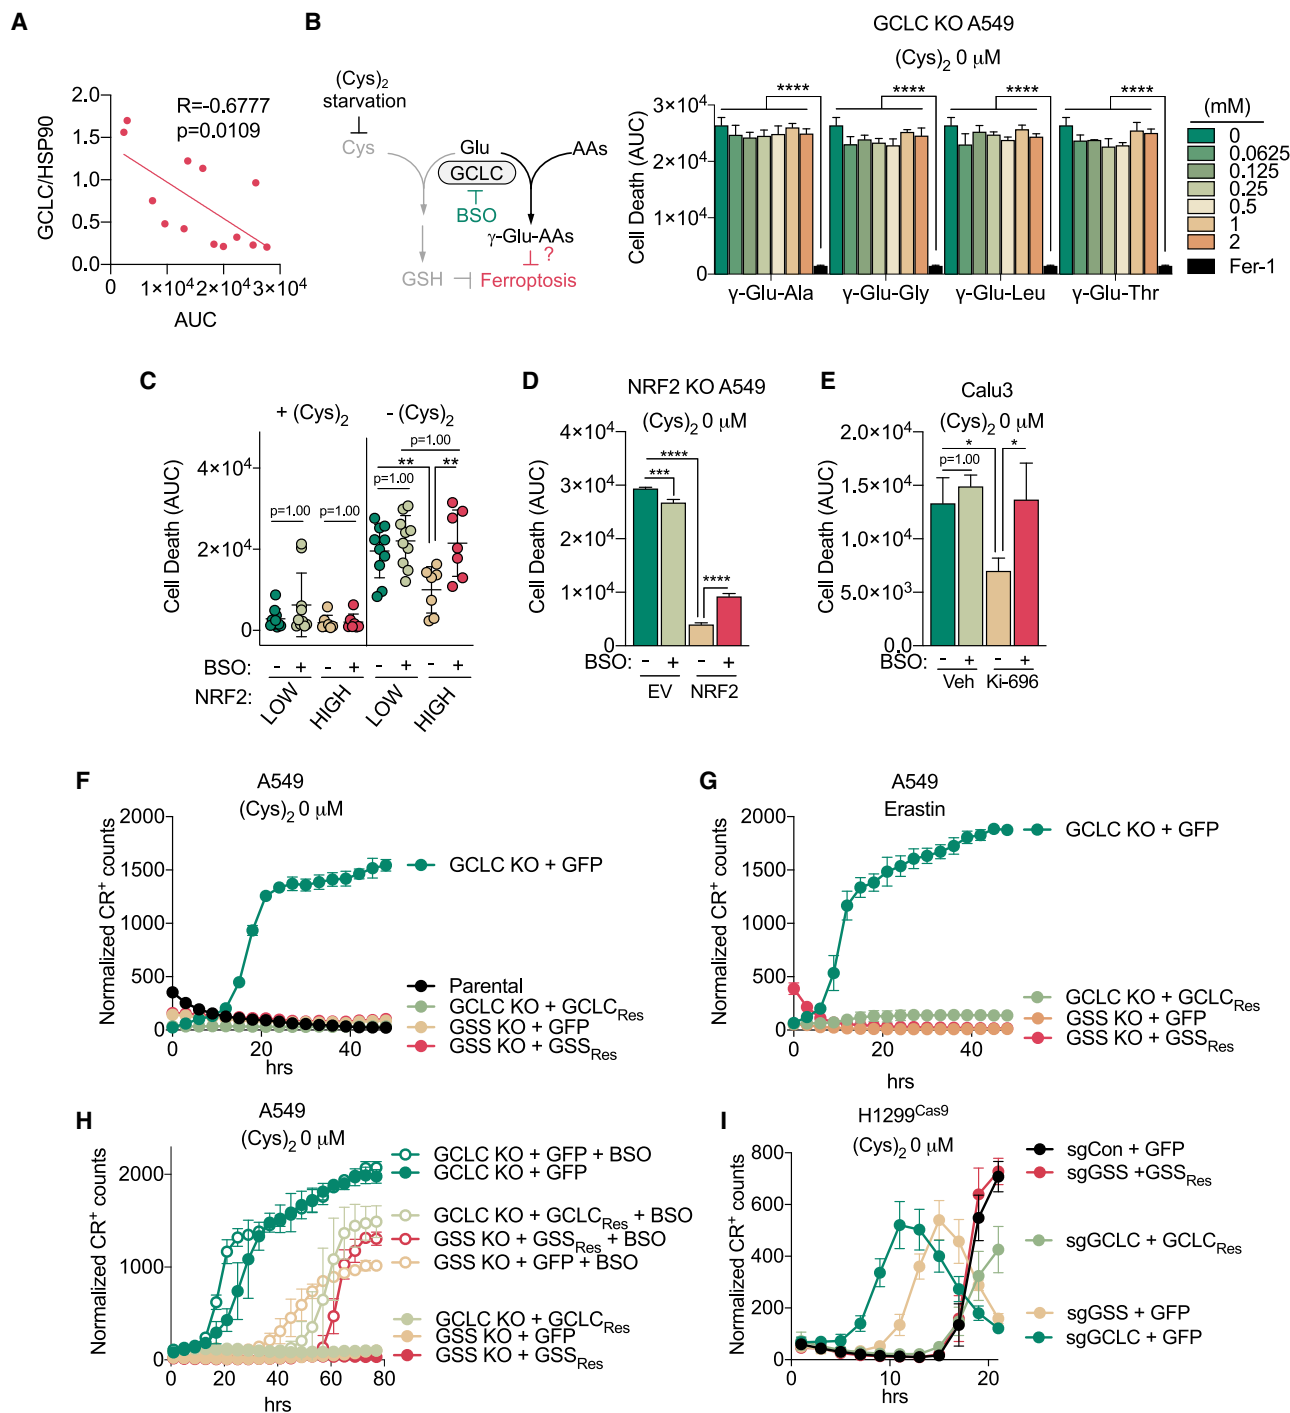 A
GCLC/HSP90
2.0
1.5
1.0
0.5
0.0
R=-0.6777
p=0.0109
0
1×10⁴
2×10⁴
3×10⁴
AUC
B
(Cys)₂
starvation
Cys
Glu
AAs
GCLC
BSO
γ-Glu-AAs
?
GSH
Ferroptosis
GCLC KO A549
(Cys)₂ 0 μM
Cell Death (AUC)
3×10⁴
2×10⁴
1×10⁴
0
****
****
****
****
γ-Glu-Ala
γ-Glu-Gly
γ-Glu-Leu
γ-Glu-Thr
(mM)
0
0.0625
0.125
0.25
0.5
1
2
Fer-1
C
+ (Cys)₂
- (Cys)₂
Cell Death (AUC)
4×10⁴
2×10⁴
0
p=1.00
p=1.00
p=1.00
**
**
p=1.00
BSO: - + - + - + - +
NRF2: LOW HIGH LOW HIGH
D
NRF2 KO A549
(Cys)₂ 0 μM
Cell Death (AUC)
4×10⁴
3×10⁴
2×10⁴
1×10⁴
0
****
***
****
BSO: - + - +
EV NRF2
E
Calu3
(Cys)₂ 0 μM
Cell Death (AUC)
2.0×10⁴
1.5×10⁴
1.0×10⁴
5.0×10³
0.0
*
*
p=1.00
BSO: - + - +
Veh Ki-696
F
A549
(Cys)₂ 0 μM
Normalized CR⁺ counts
2000
1500
1000
500
0
0 20 40
hrs
GCLC KO + GFP
Parental
GCLC KO + GCLC_Res
GSS KO + GFP
GSS KO + GSS_Res
G
A549
Erastin
Normalized CR⁺ counts
2000
1500
1000
500
0
0 20 40
hrs
GCLC KO + GFP
GCLC KO + GCLC_Res
GSS KO + GFP
GSS KO + GSS_Res
H
A549
(Cys)₂ 0 μM
Normalized CR⁺ counts
2000
1000
0
0 20 40 60 80
hrs
GCLC KO + GFP + BSO
GCLC KO + GFP
GCLC KO + GCLC_Res + BSO
GSS KO + GSS_Res + BSO
GSS KO + GFP + BSO
GCLC KO + GCLC_Res
GSS KO + GFP
GSS KO + GSS_Res
I
H1299^Cas9
(Cys)₂ 0 μM
Normalized CR⁺ counts
800
600
400
200
0
0 10 20
hrs
sgCon + GFP
sgGSS +GSS_Res
sgGCLC + GCLC_Res
sgGSS + GFP
sgGCLC + GFP